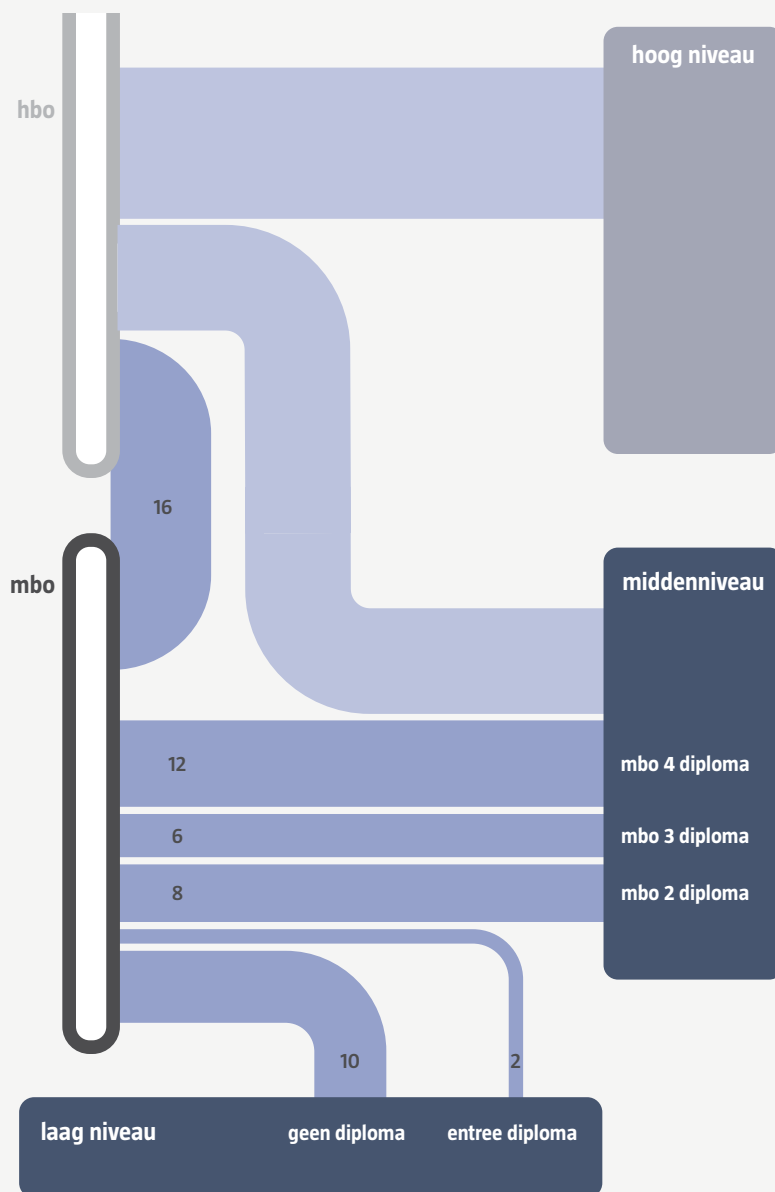 hoog niveau
hbo
16
mbo
middenniveau
12
mbo 4 diploma
6
mbo 3 diploma
8
mbo 2 diploma
10
2
laag niveau
geen diploma
entree diploma